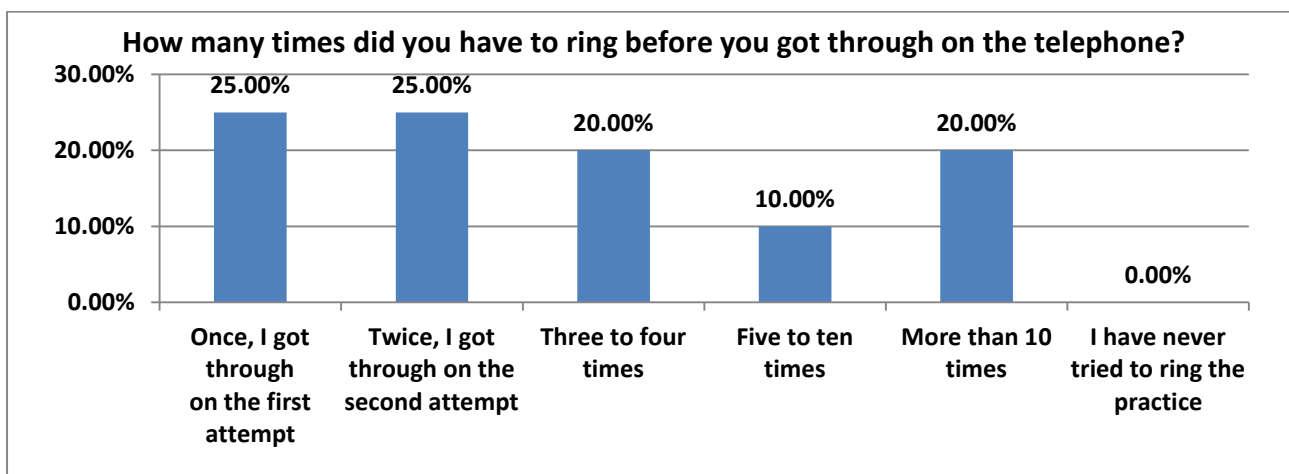 How many times did you have to ring before you got through on the telephone?
30.00%
20.00%
10.00%
0.00%
25.00%
25.00%
20.00%
10.00%
20.00%
0.00%
Once, I got
through
on the first
attempt
Twice, I got
through on the
second attempt
Three to four
times
Five to ten
times
More than 10
times
I have never
tried to ring the
practice